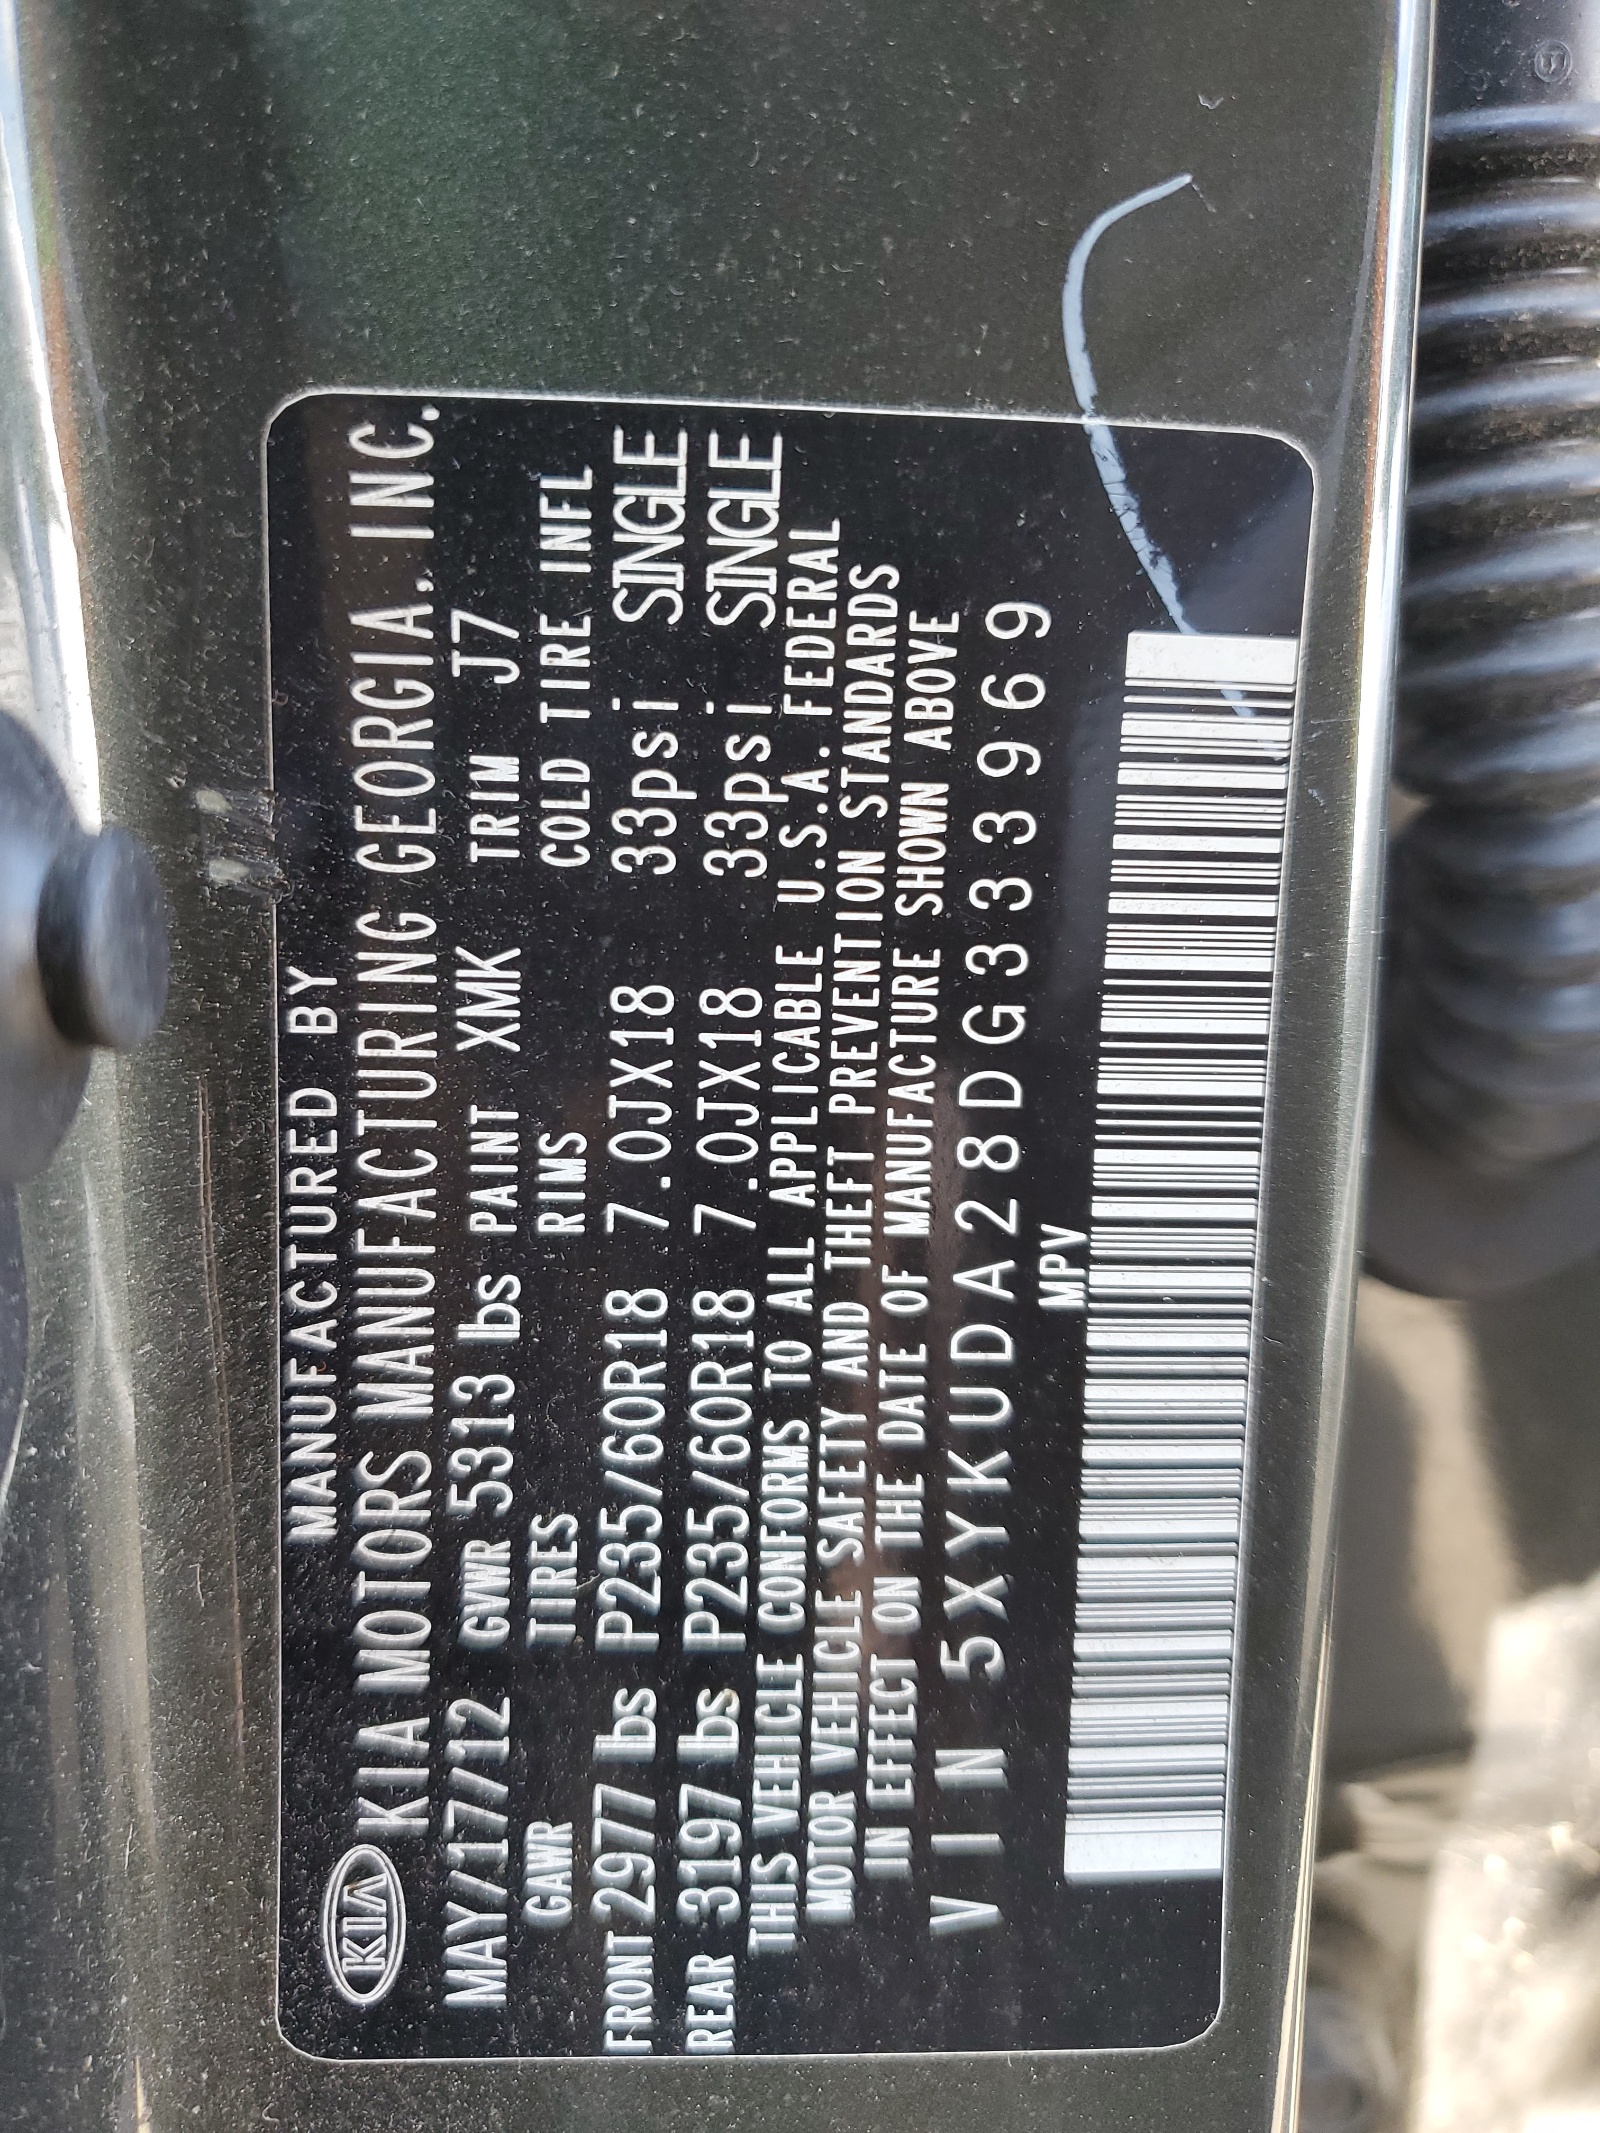 MANUFACTURED BY
KIA KIA MOTORS MANUFACTURING GEORGIA. INC.
MAY/17/12 GVWR 5313 lbs PAINT XMK TRIM J7
GAWR TIRES RIMS COLD TIRE INFL
FRONT 2977 lbs P235/60R18 7.0JX18 33psi SINGLE
REAR 3197 lbs P235/60R18 7.0JX18 33psi SINGLE
THIS VEHICLE CONFORMS TO ALL APPLICABLE U.S.A. FEDERAL
MOTOR VEHICLE SAFETY AND THEFT PREVENTION STANDARDS
IN EFFECT ON THE DATE OF MANUFACTURE SHOWN ABOVE
VIN 5XYKUDA28DG333969
MPV